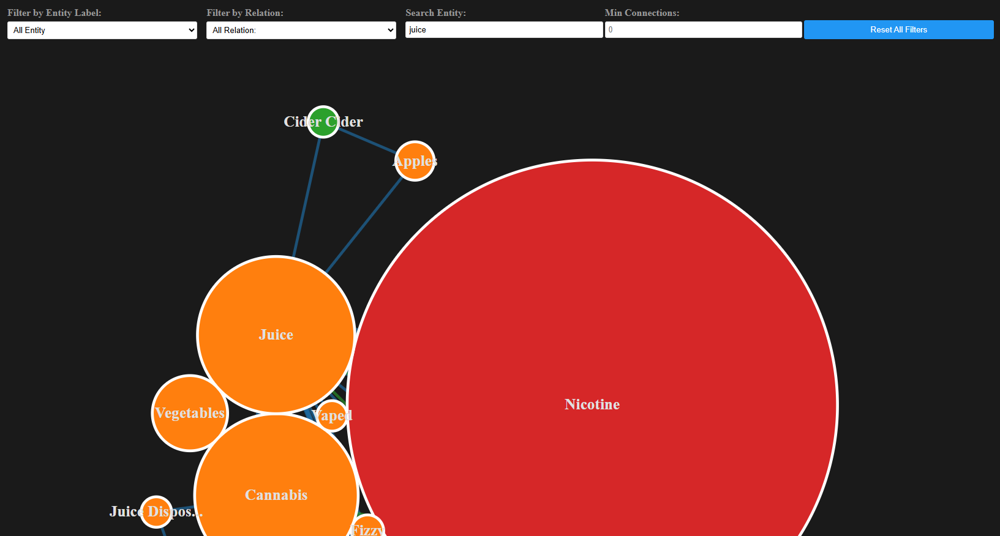 Filter by Entity Label:
Filter by Relation:
Search Entity:
Min Connections:
All Entity
All Relation:
juice
0
Reset All Filters
Cider Cider
Apples
Juice
Nicotine
Vegetables
Vaped
Cannabis
Juice Dispos...
Fizzy